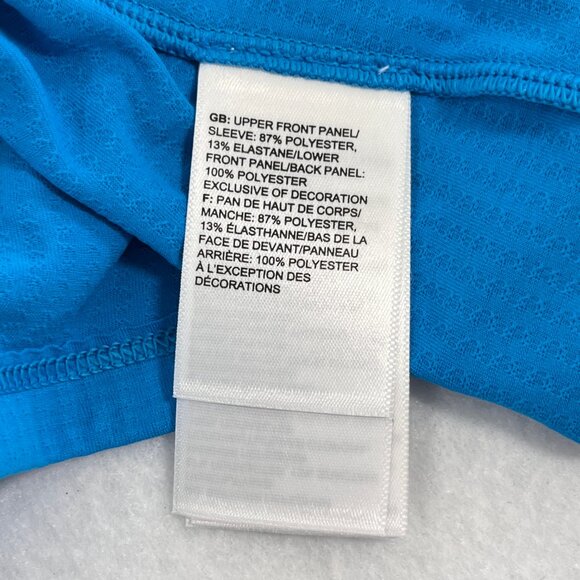 GB: UPPER FRONT PANEL/
SLEEVE: 87% POLYESTER,
13% ELASTANE/LOWER
FRONT PANEL/BACK PANEL:
100% POLYESTER
EXCLUSIVE OF DECORATION
F: PAN DE HAUT DE CORPS/
MANCHE: 87% POLYESTER,
13% ÉLASTHANNE/BAS DE LA
FACE DE DEVANT/PANNEAU
ARRIÈRE: 100% POLYESTER
À L'EXCEPTION DES
DÉCORATIONS